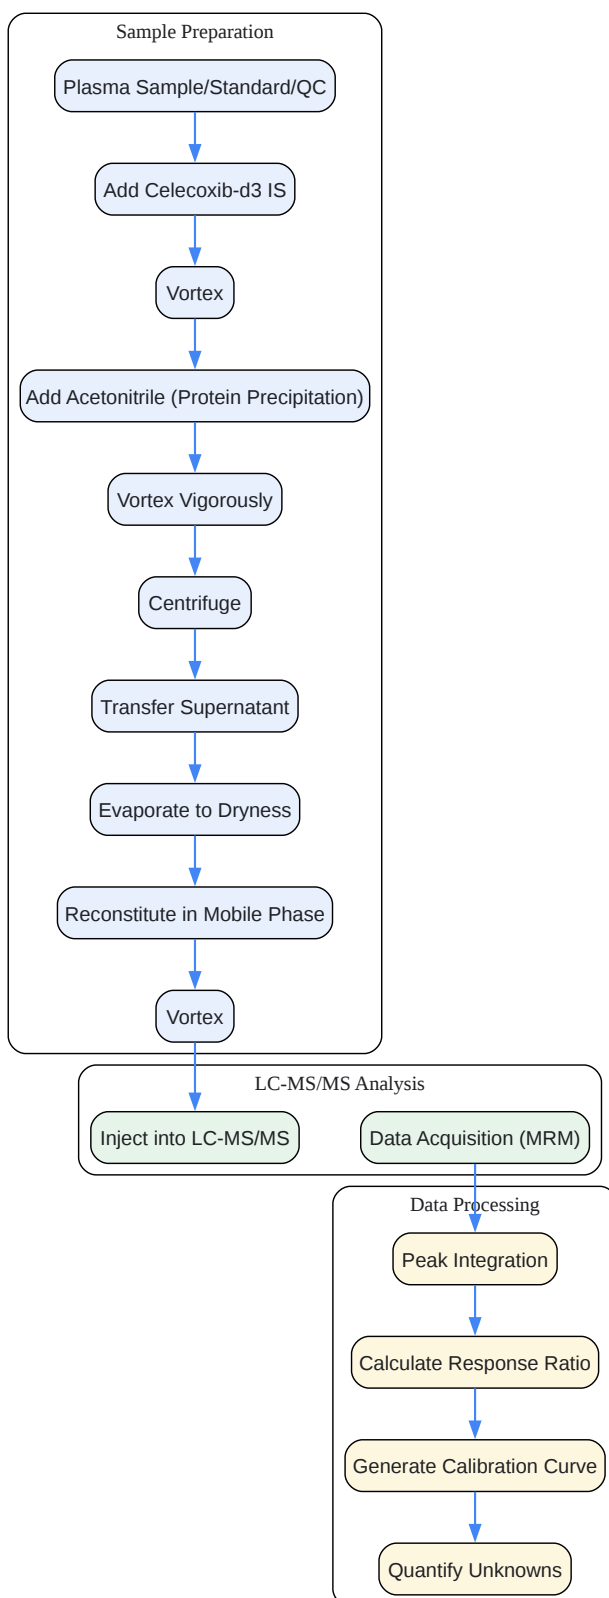 Sample Preparation
Plasma Sample/Standard/QC
Add Celecoxib-d3 IS
Vortex
Add Acetonitrile (Protein Precipitation)
Vortex Vigorously
Centrifuge
Transfer Supernatant
Evaporate to Dryness
Reconstitute in Mobile Phase
Vortex
LC-MS/MS Analysis
Inject into LC-MS/MS
Data Acquisition (MRM)
Data Processing
Peak Integration
Calculate Response Ratio
Generate Calibration Curve
Quantify Unknowns